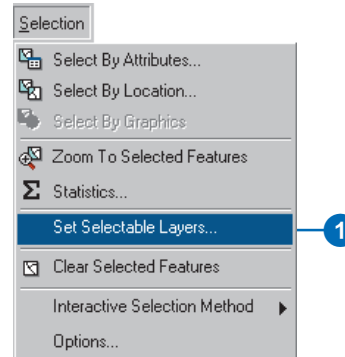 Selection
Select By Attributes...
Select By Location...
Select By Graphics
Zoom To Selected Features
Σ Statistics...
Set Selectable Layers...
1
Clear Selected Features
Interactive Selection Method
Options...